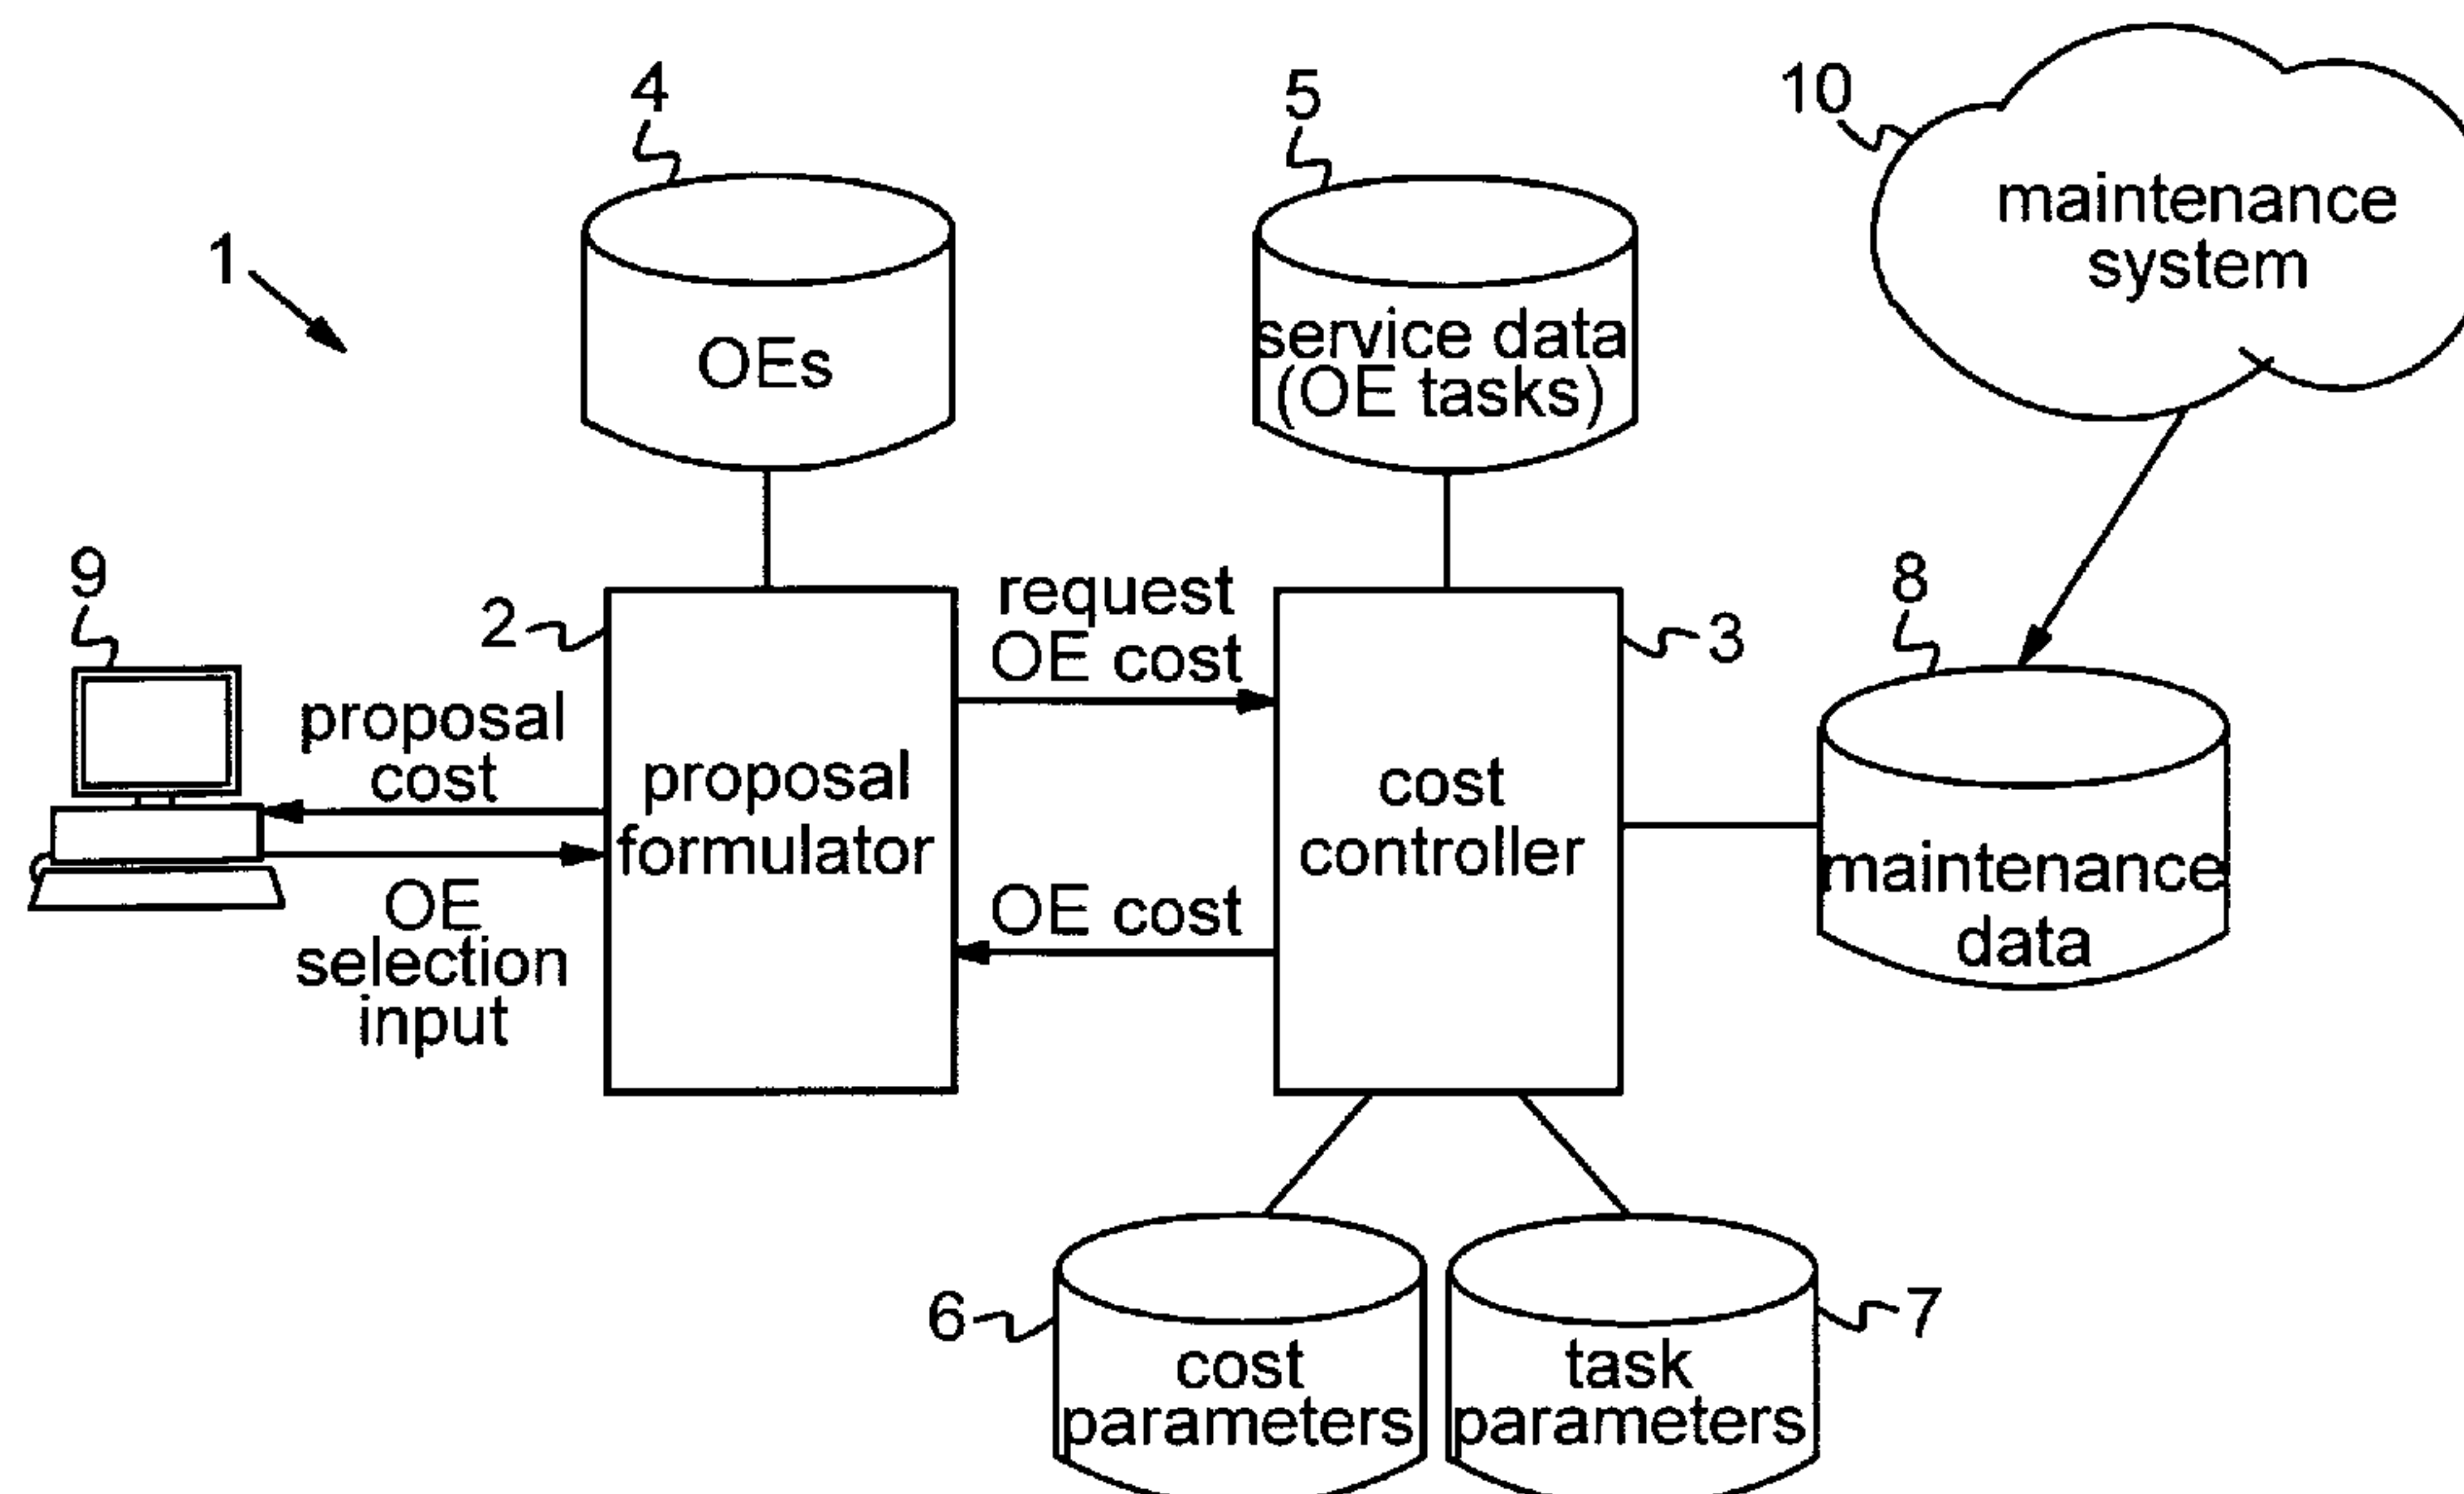 4
5
10
maintenance
system
1
OEs
service data
(OE tasks)
9
2
request
OE cost
3
8
proposal
cost
proposal
formulator
cost
controller
OE
selection
input
OE cost
maintenance
data
6
cost
parameters
task
parameters
7